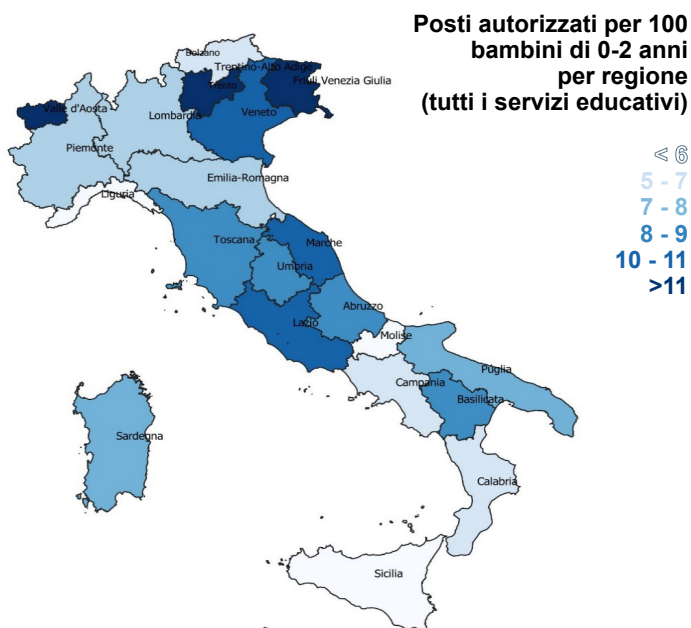 Posti autorizzati per 100
bambini di 0-2 anni
per regione
(tutti i servizi educativi)
< 6
5 - 7
7 - 8
8 - 9
10 - 11
>11
Bolzano
Trentino-Alto Adige
Friuli Venezia Giulia
Trento
Valle d'Aosta
Lombardia
Veneto
Piemonte
Emilia-Romagna
Liguria
Toscana
Marche
Umbria
Abruzzo
Lazio
Molise
Puglia
Campania
Basilicata
Sardegna
Calabria
Sicilia